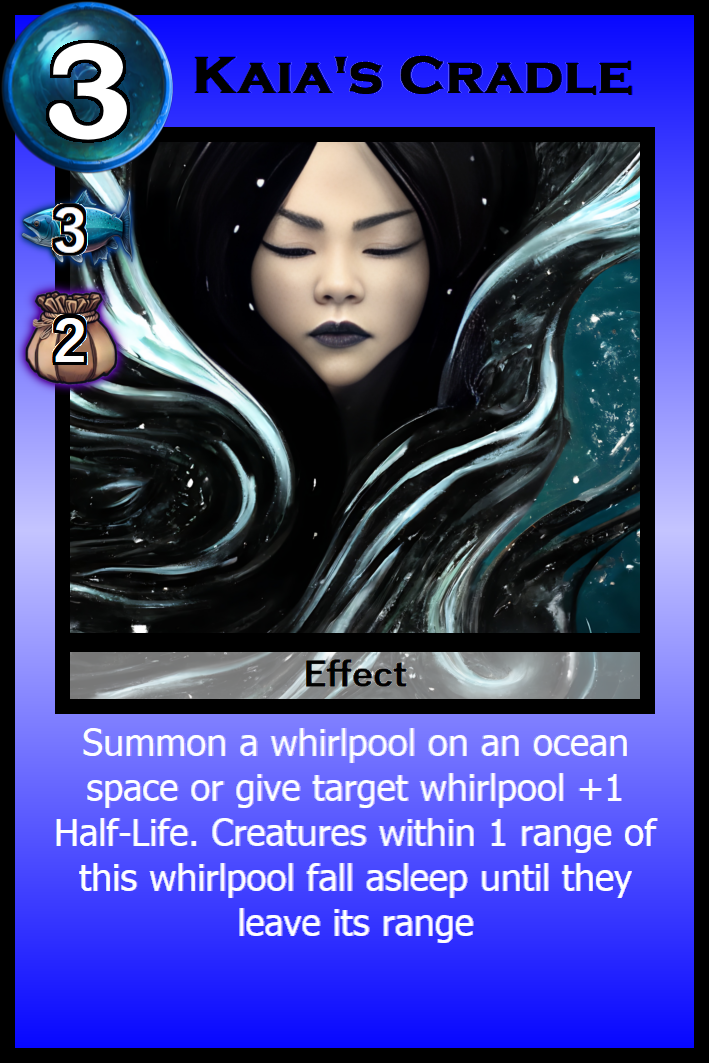 3
Kaia's Cradle
3
2
Effect
Summon a whirlpool on an ocean
space or give target whirlpool +1
Half-Life. Creatures within 1 range of
this whirlpool fall asleep until they
leave its range